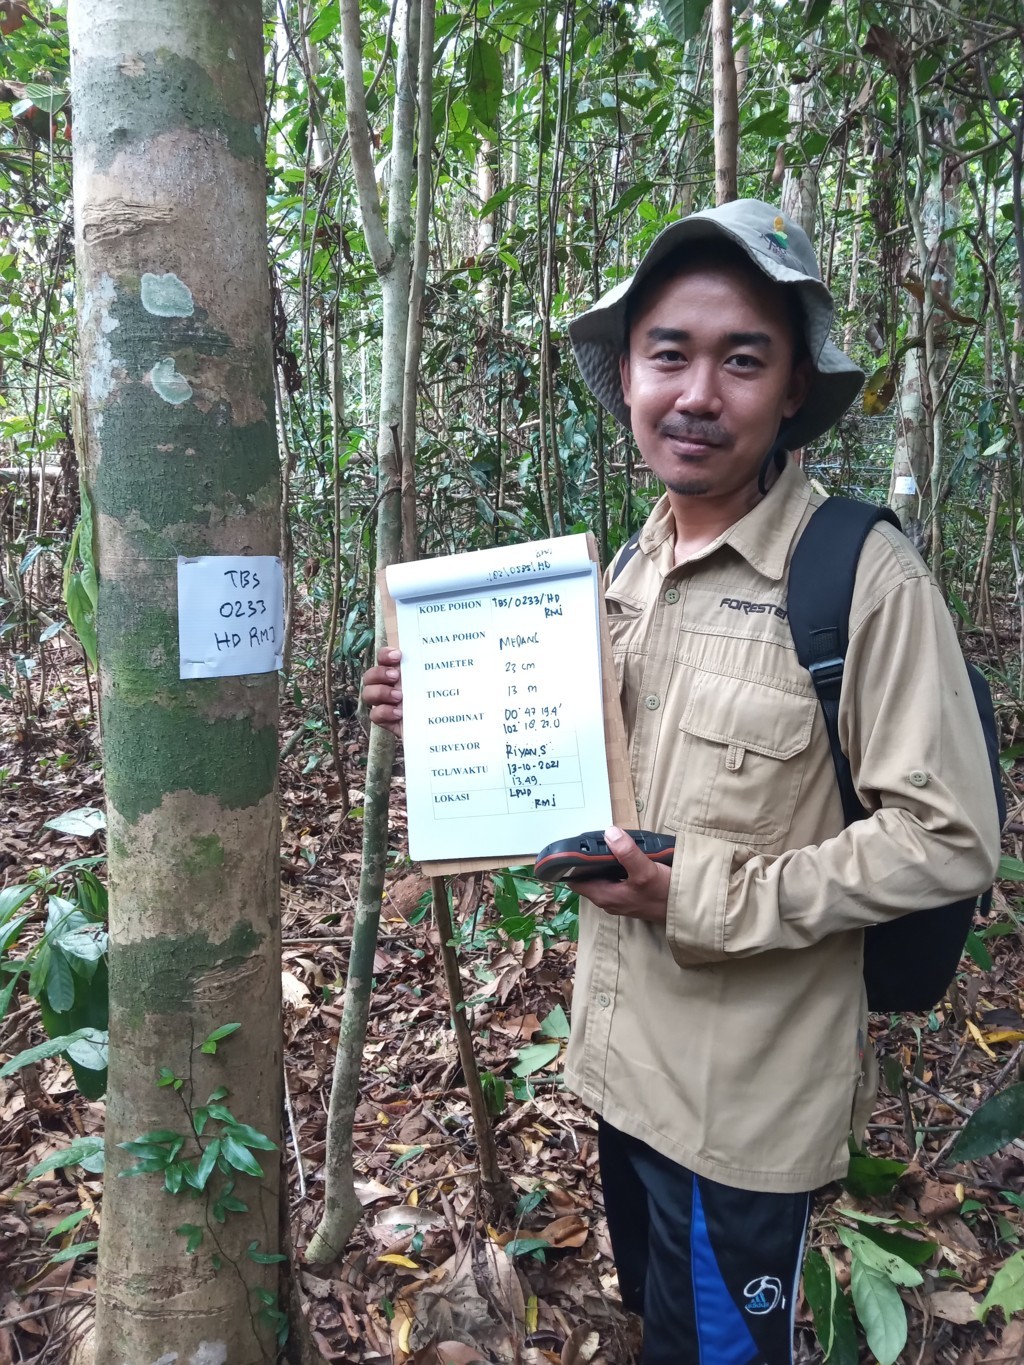 TBS
0233
HD RMJ
KODE POHON TBS/0233/HD
RMJ
NAMA POHON MEDANG
DIAMETER 23 cm
TINGGI 13 m
KOORDINAT 00° 47' 19.4"
102° 10' 20.0
SURVEYOR RIYAN.S
TGL/WAKTU 13-10-2021
13.49
LOKASI LPHD
RMJ
FORESTER